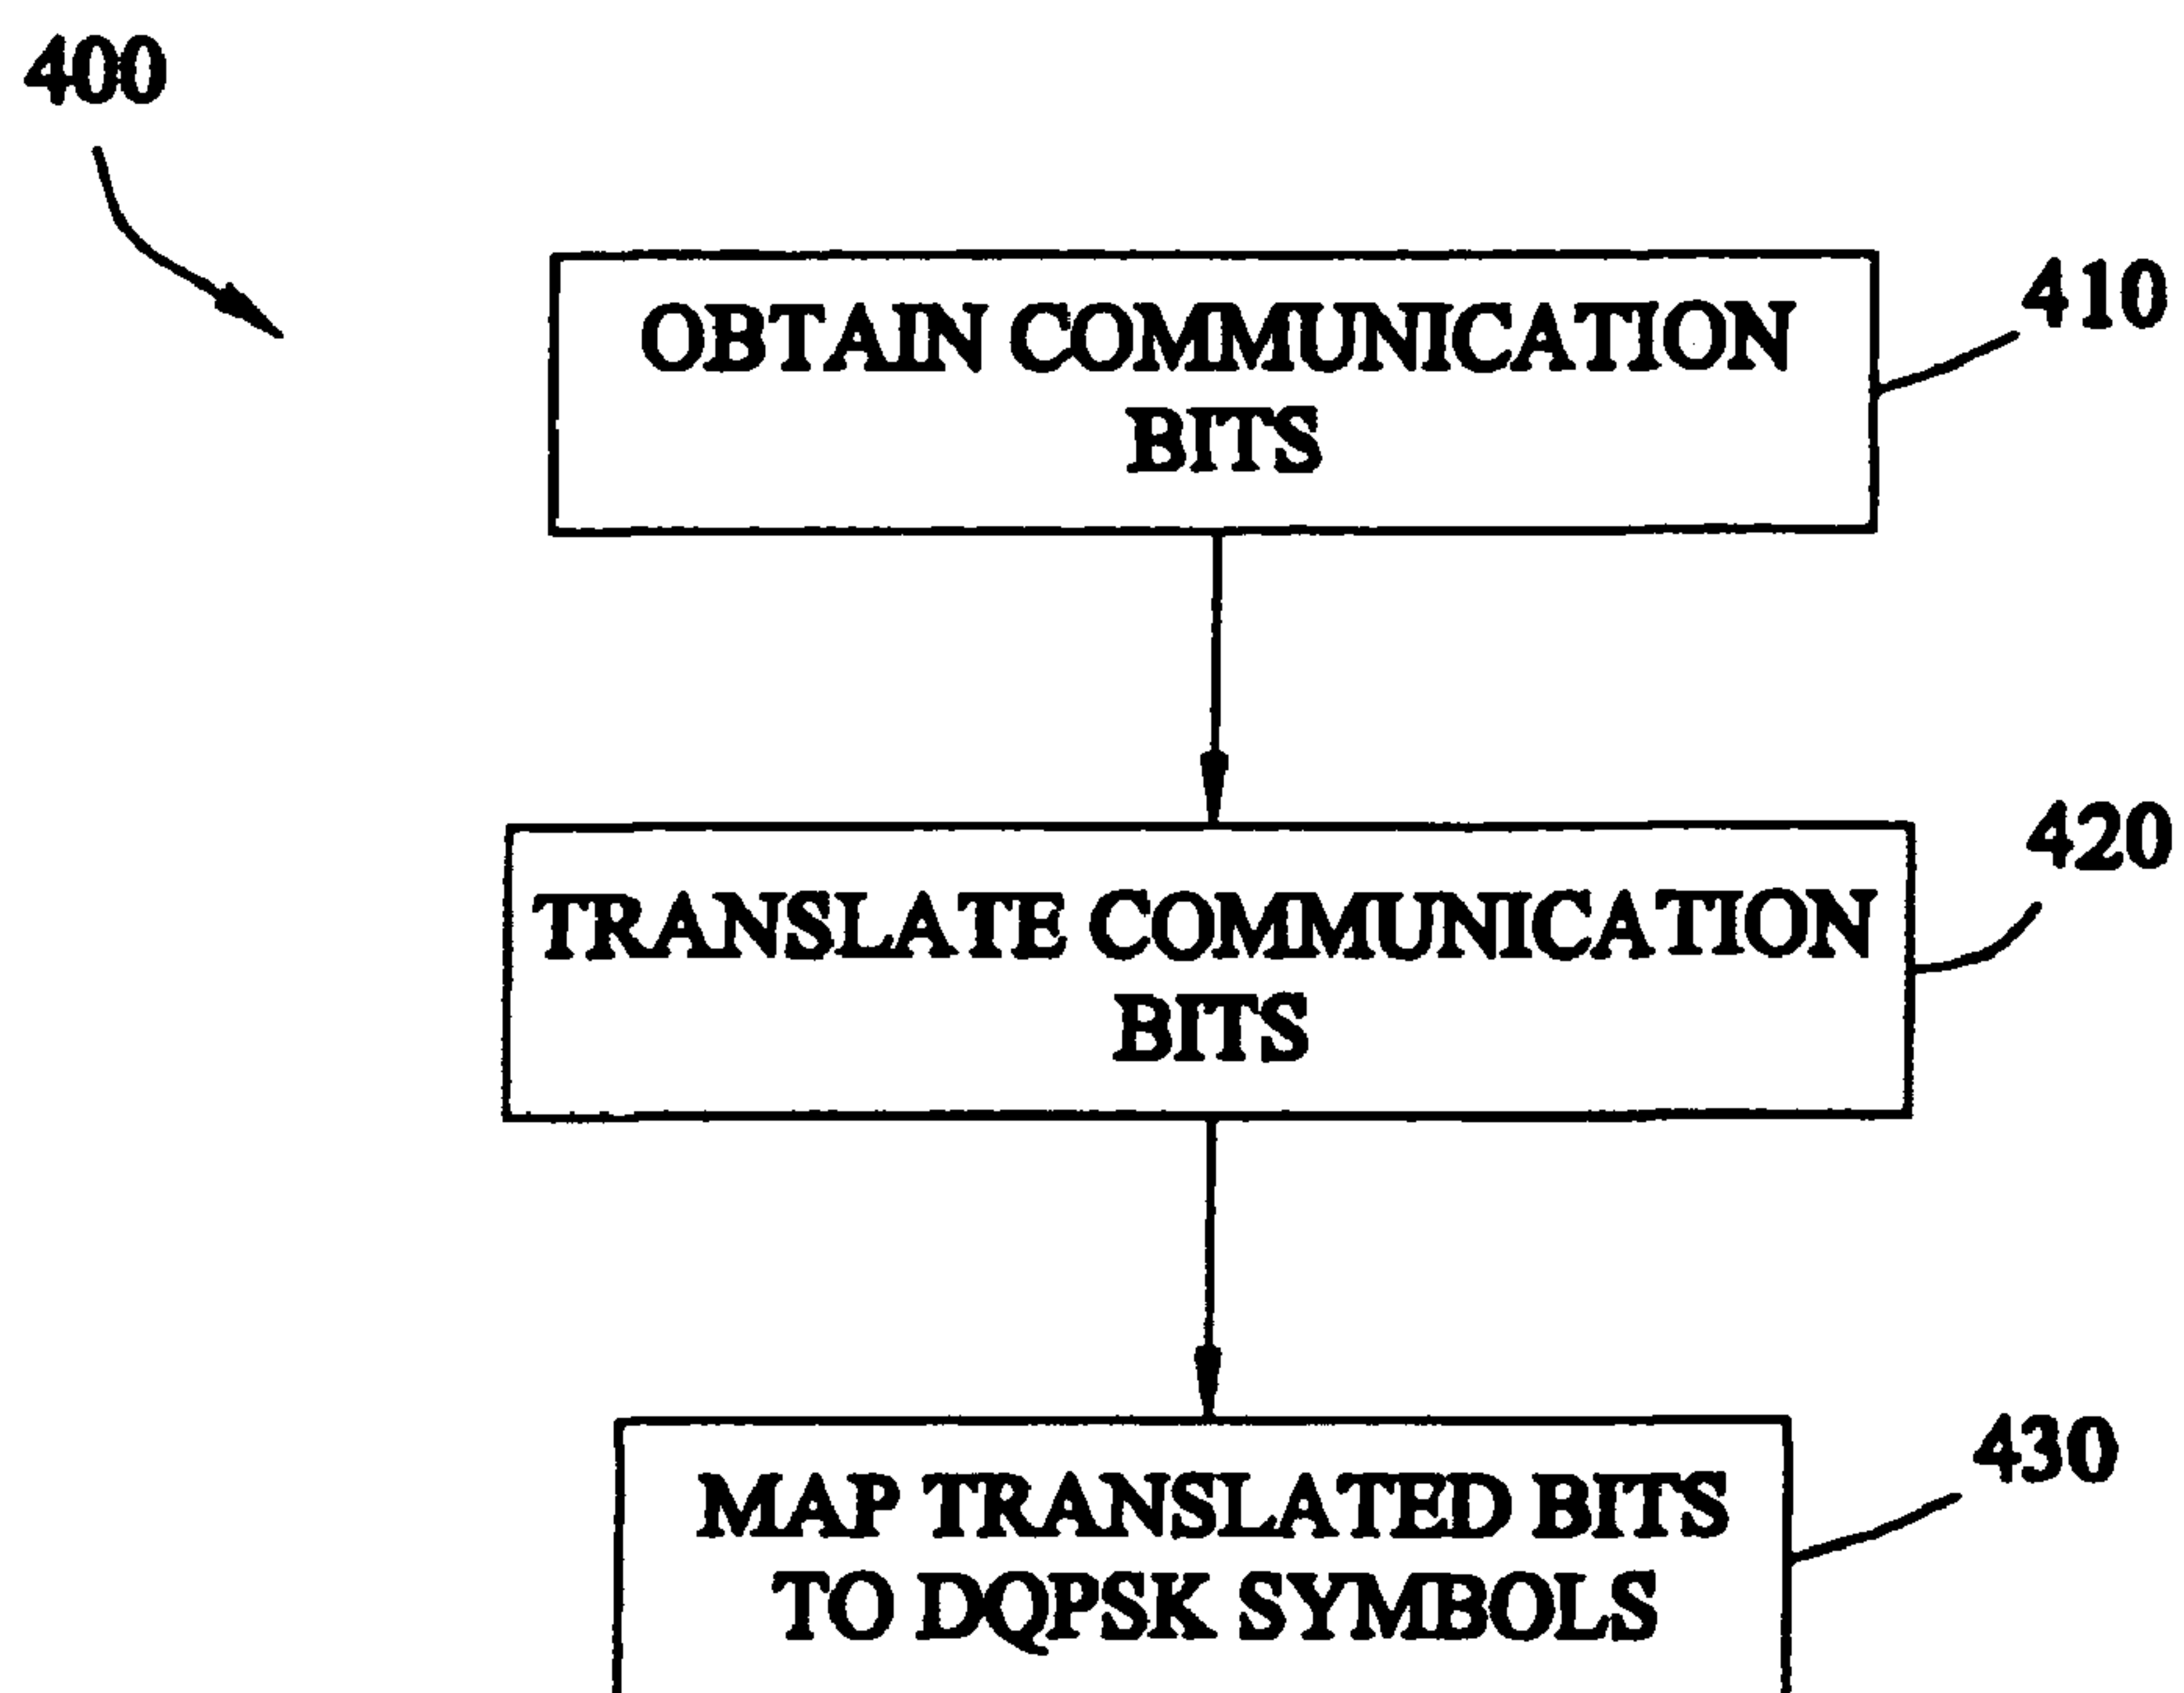 400
410
OBTAIN COMMUNICATION
BITS
420
TRANSLATE COMMUNICATION
BITS
430
MAP TRANSLATED BITS
TO DQPSK SYMBOLS